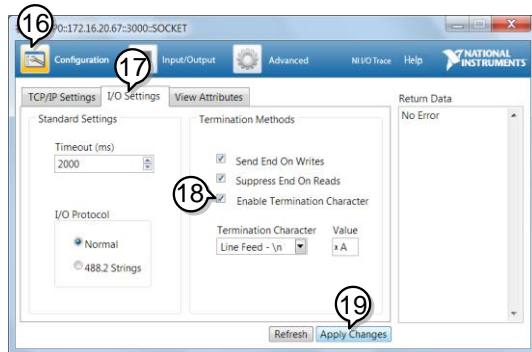 16
P0::172.16.20.67::3000::SOCKET
Configuration
17
Input/Output
Advanced
NI I/O Trace
Help
NATIONAL INSTRUMENTS
TCP/IP Settings
I/O Settings
View Attributes
Return Data
No Error
Standard Settings
Timeout (ms)
2000
I/O Protocol
Normal
488.2 Strings
Termination Methods
Send End On Writes
Suppress End On Reads
18
Enable Termination Character
Termination Character
Value
Line Feed - \n
x A
19
Refresh
Apply Changes